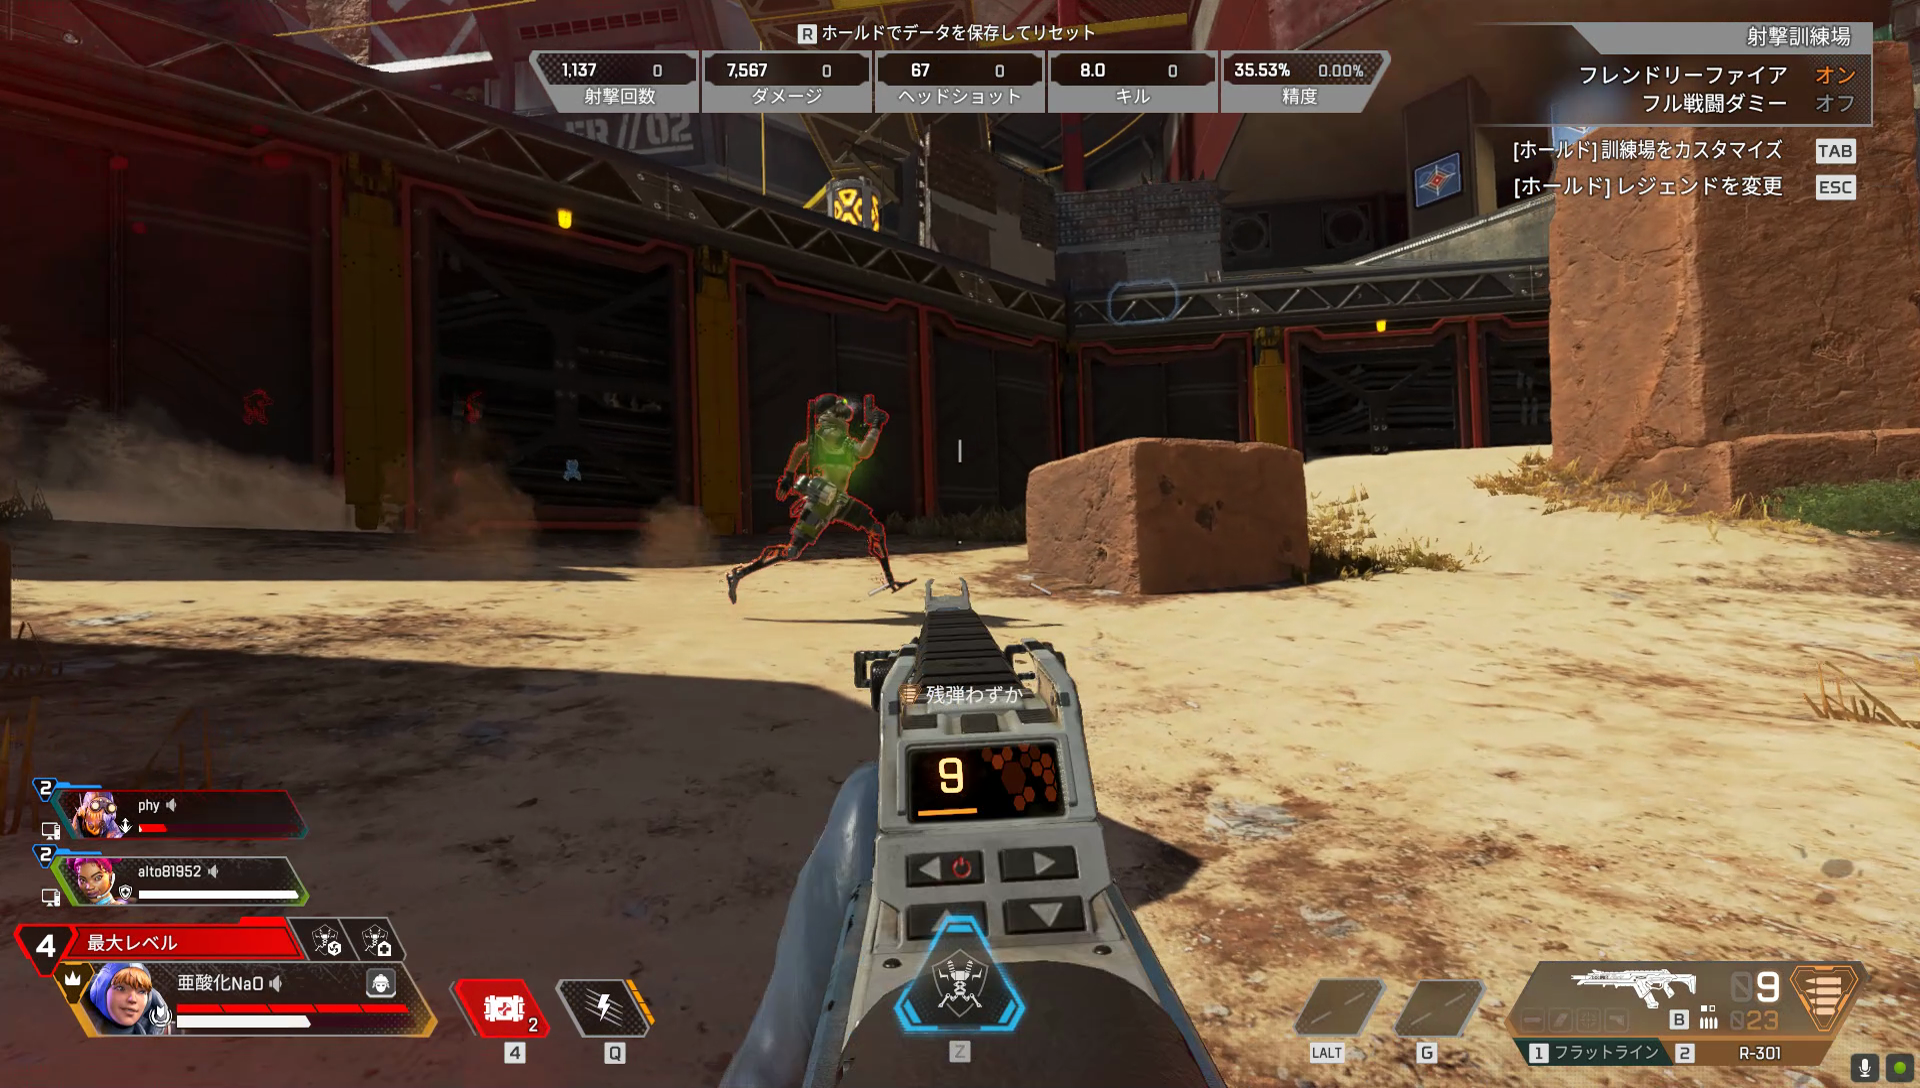 R ホールドでデータを保存してリセット
1,137 0
射撃回数
7,567 0
ダメージ
67 0
ヘッドショット
8.0 0
キル
35.53% 0.00%
精度
射撃訓練場
フレンドリーファイア オン
フル戦闘ダミー オフ
[ホールド]訓練場をカスタマイズ TAB
[ホールド]レジェンドを変更 ESC
//02
残弾わずか
9
2
phy
2
alto81952
4 最大レベル
亜酸化NaO
2
4
Q
Z
LALT
G
09
B 023
1 フラットライン
2 R-301